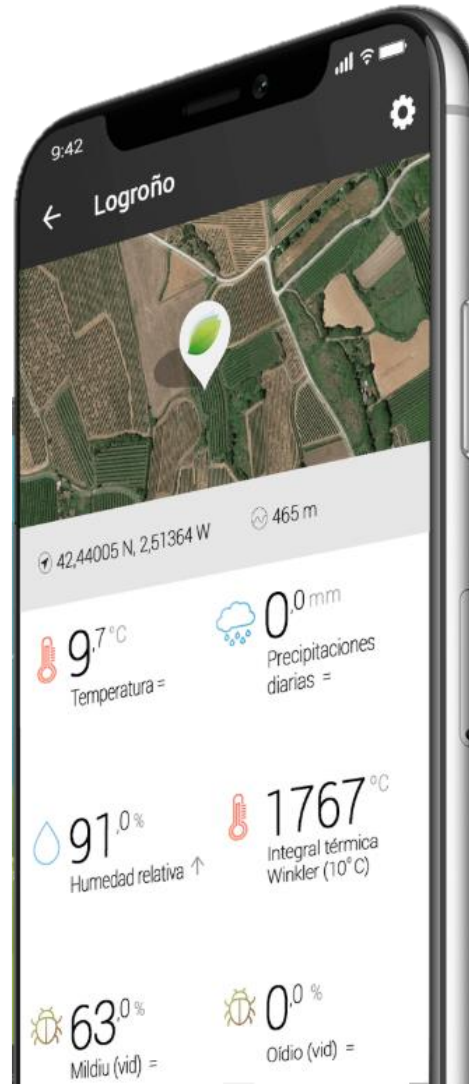 9:42
Logroño
42,44005 N, 2,51364 W
465 m
9,7 °C
Temperatura =
0,0 mm
Precipitaciones
diarias =
91,0 %
Humedad relativa ↑
1767 °C
Integral térmica
Winkler (10°C)
63,0 %
Mildiu (vid) =
0,0 %
Oídio (vid) =